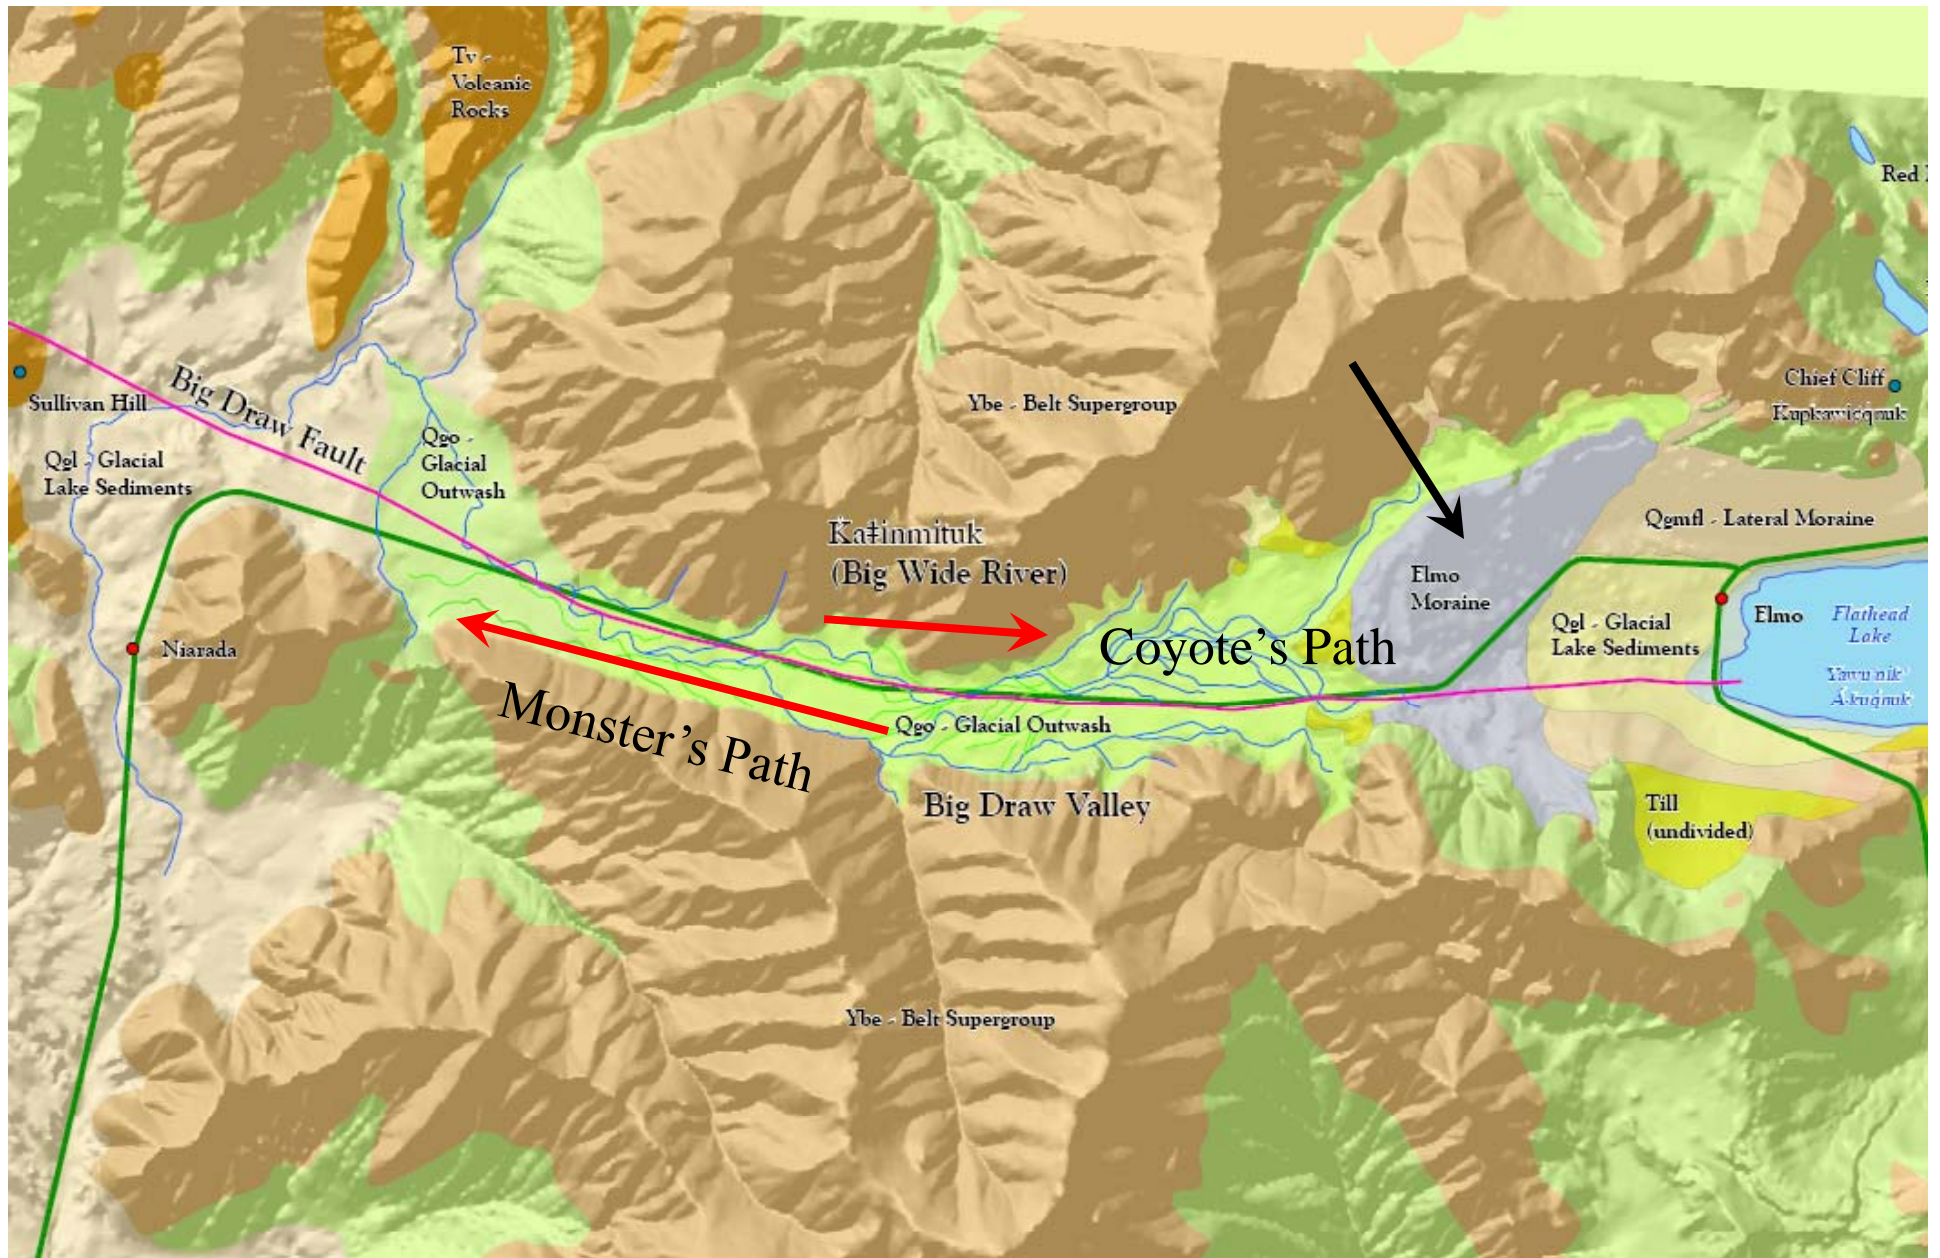 Tv -
Volcanic
Rocks
Red
Big Draw Fault
Sullivan Hill
Qgl - Glacial
Lake Sediments
Qgo -
Glacial
Outwash
Ybe - Belt Supergroup
Chief Cliff
Qgmfl - Lateral Moraine
(Big Wide River)
Elmo
Moraine
Elmo
Flathead
Lake
Qgl - Glacial
Lake Sediments
Niarada
Coyote's Path
Monster's Path
Qgo - Glacial Outwash
Big Draw Valley
Till
(undivided)
Ybe - Belt Supergroup